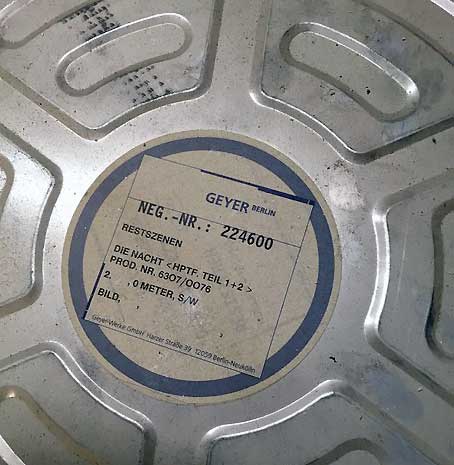 GEYER BERLIN
NEG.-NR.: 224600
RESTSZENEN
DIE NACHT <HPTF. TEIL 1+2 >
PROD. NR. 6307/0076
2. , 0 METER, S/W
BILD, ,
Geyer-Werke GmbH Harzer Straße 39 12059 Berlin-Neukölln